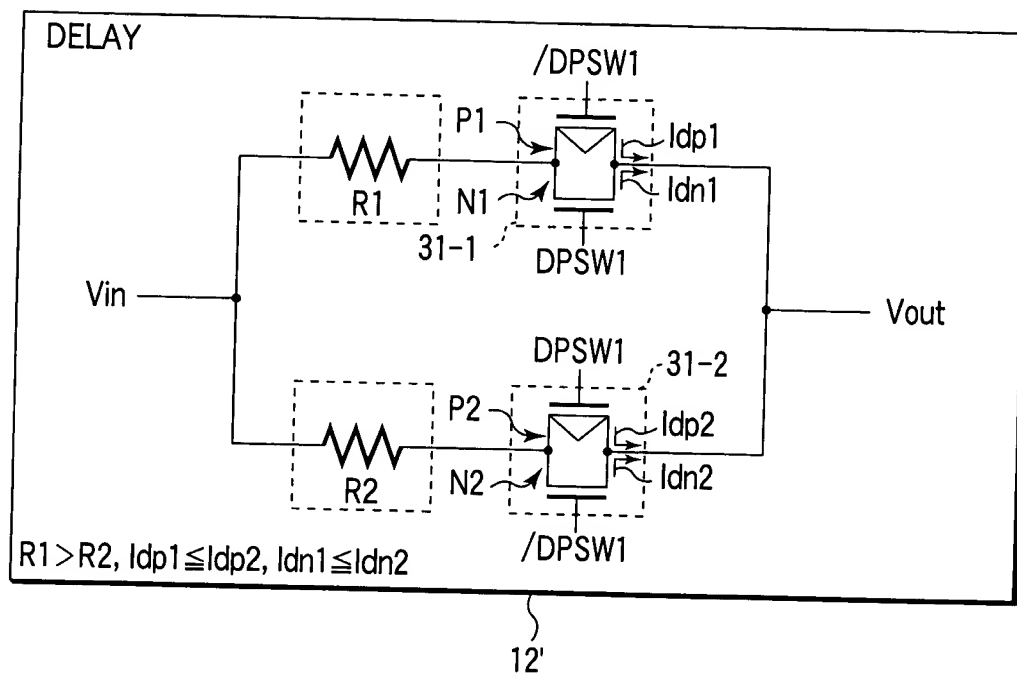 DELAY
/DPSW1
P1
Idp1
R1
N1
Idn1
31-1
DPSW1
Vin
Vout
DPSW1
31-2
P2
Idp2
R2
N2
Idn2
/DPSW1
R1>R2, Idp1≦Idp2, Idn1≦Idn2
12'